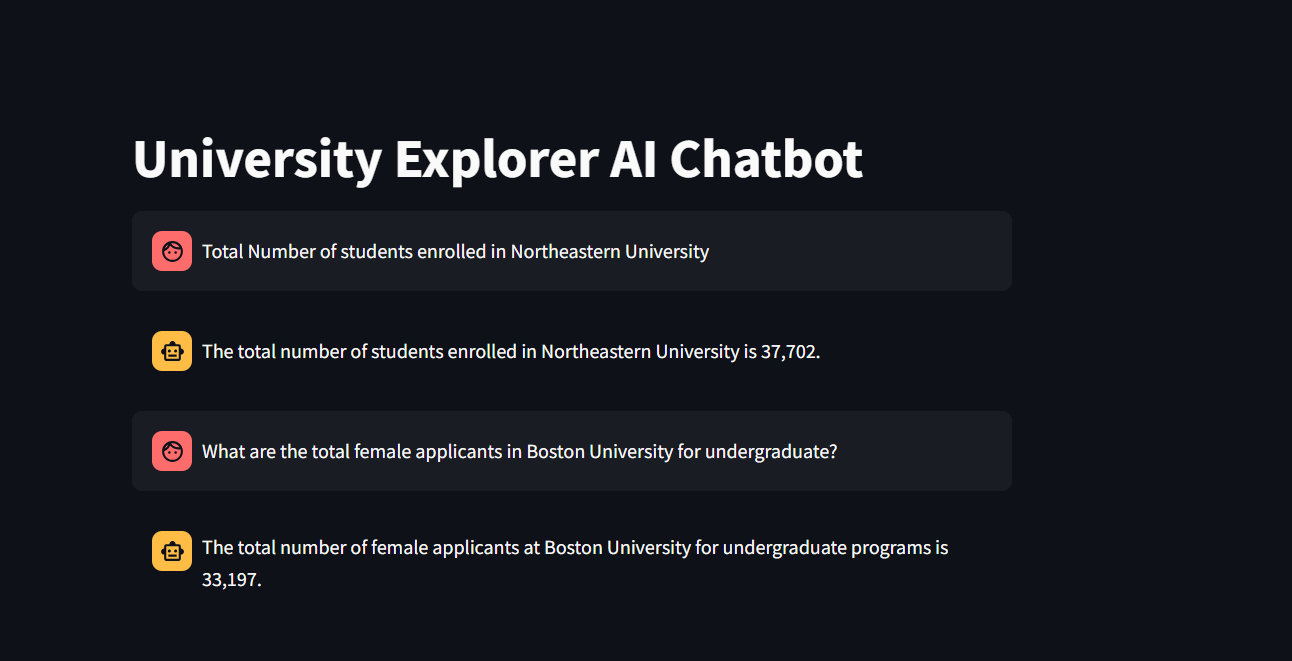 University Explorer AI Chatbot
Total Number of students enrolled in Northeastern University
The total number of students enrolled in Northeastern University is 37,702.
What are the total female applicants in Boston University for undergraduate?
The total number of female applicants at Boston University for undergraduate programs is
33,197.